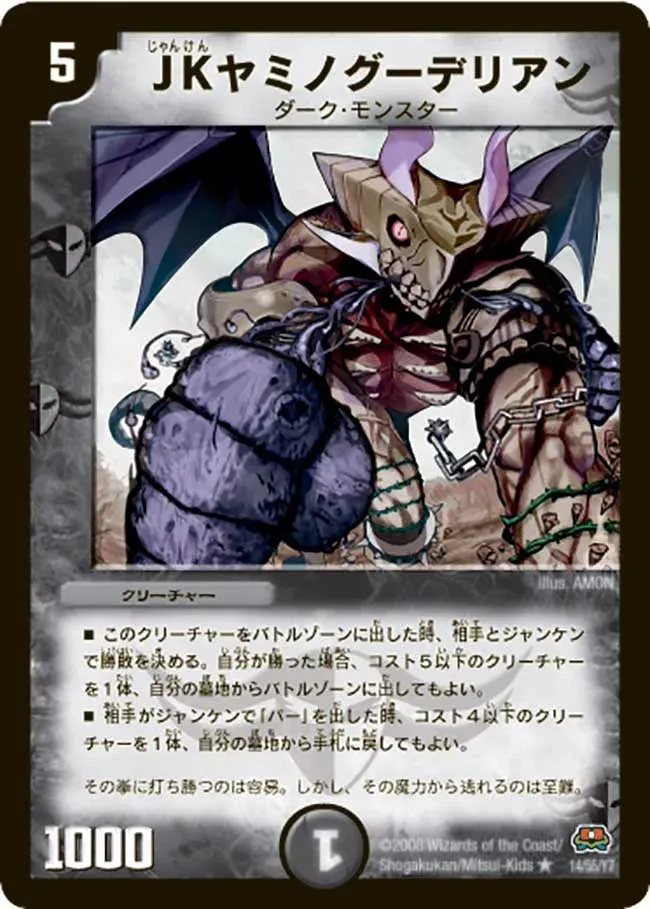 5
じゃんけん
JKヤミノグーデリアン
ダーク・モンスター
illus. AMON
クリーチャー
■ このクリーチャーをバトルゾーンに出した時、相手とジャンケン
で勝敗を決める。自分が勝った場合、コスト5以下のクリーチャー
を1体、自分の墓地からバトルゾーンに出してもよい。
■ 相手がジャンケンで「パー」を出した時、コスト4以下のクリー
チャーを1体、自分の墓地から手札に戻してもよい。
その拳に打ち勝つのは容易。しかし、その魔力から逃れるのは至難。
1000
1
©2008 Wizards of the Coast/
Shogakukan/Mitsui-Kids ★ 14/55/Y7